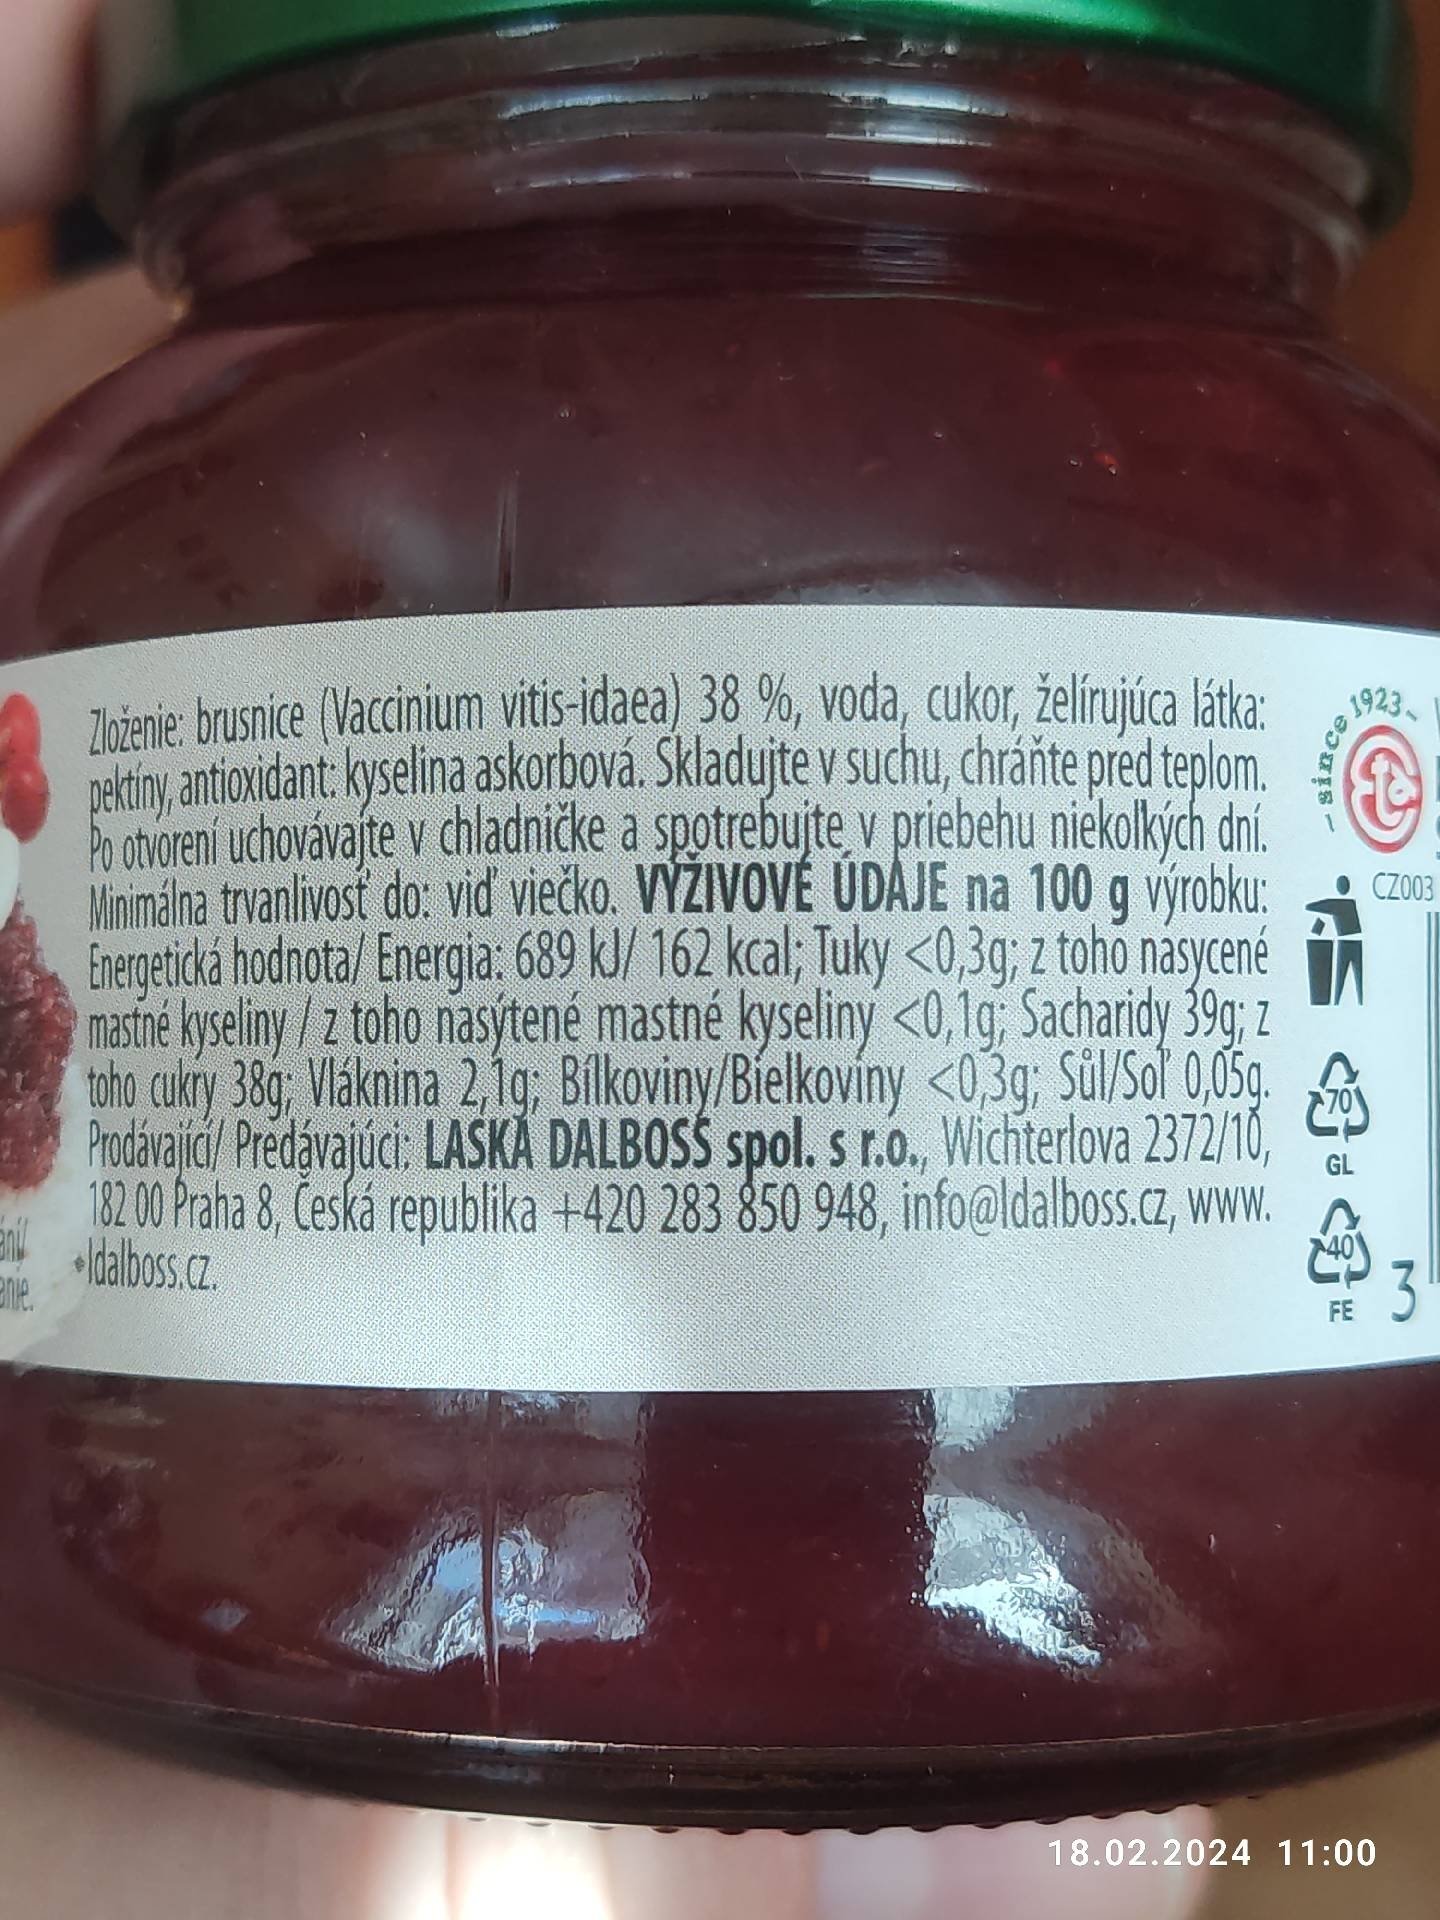 Zloženie: brusnice (Vaccinium vitis-idaea) 38 %, voda, cukor, želírujúca látka:
pektíny, antioxidant: kyselina askorbová. Skladujte v suchu, chráňte pred teplom.
Po otvorení uchovávajte v chladničke a spotrebujte v priebehu niekoľkých dní.
Minimálna trvanlivosť do: viď viečko. VÝŽIVOVÉ ÚDAJE na 100 g výrobku:
Energetická hodnota/ Energia: 689 kJ/ 162 kcal; Tuky <0,3g; z toho nasycené
mastné kyseliny / z toho nasýtené mastné kyseliny <0,1g; Sacharidy 39g; z
toho cukry 38g; Vláknina 2,1g; Bílkoviny/Bielkoviny <0,3g; Sůl/Soľ 0,05g.
Prodávající/ Predávajúci: LASKA DALBOSS spol. s r.o., Wichterlova 2372/10,
182 00 Praha 8, Česká republika +420 283 850 948, info@ldalboss.cz, www.
ldalboss.cz.
- since 1923 -
CZ003
70
GL
40
FE
3
18.02.2024 11:00